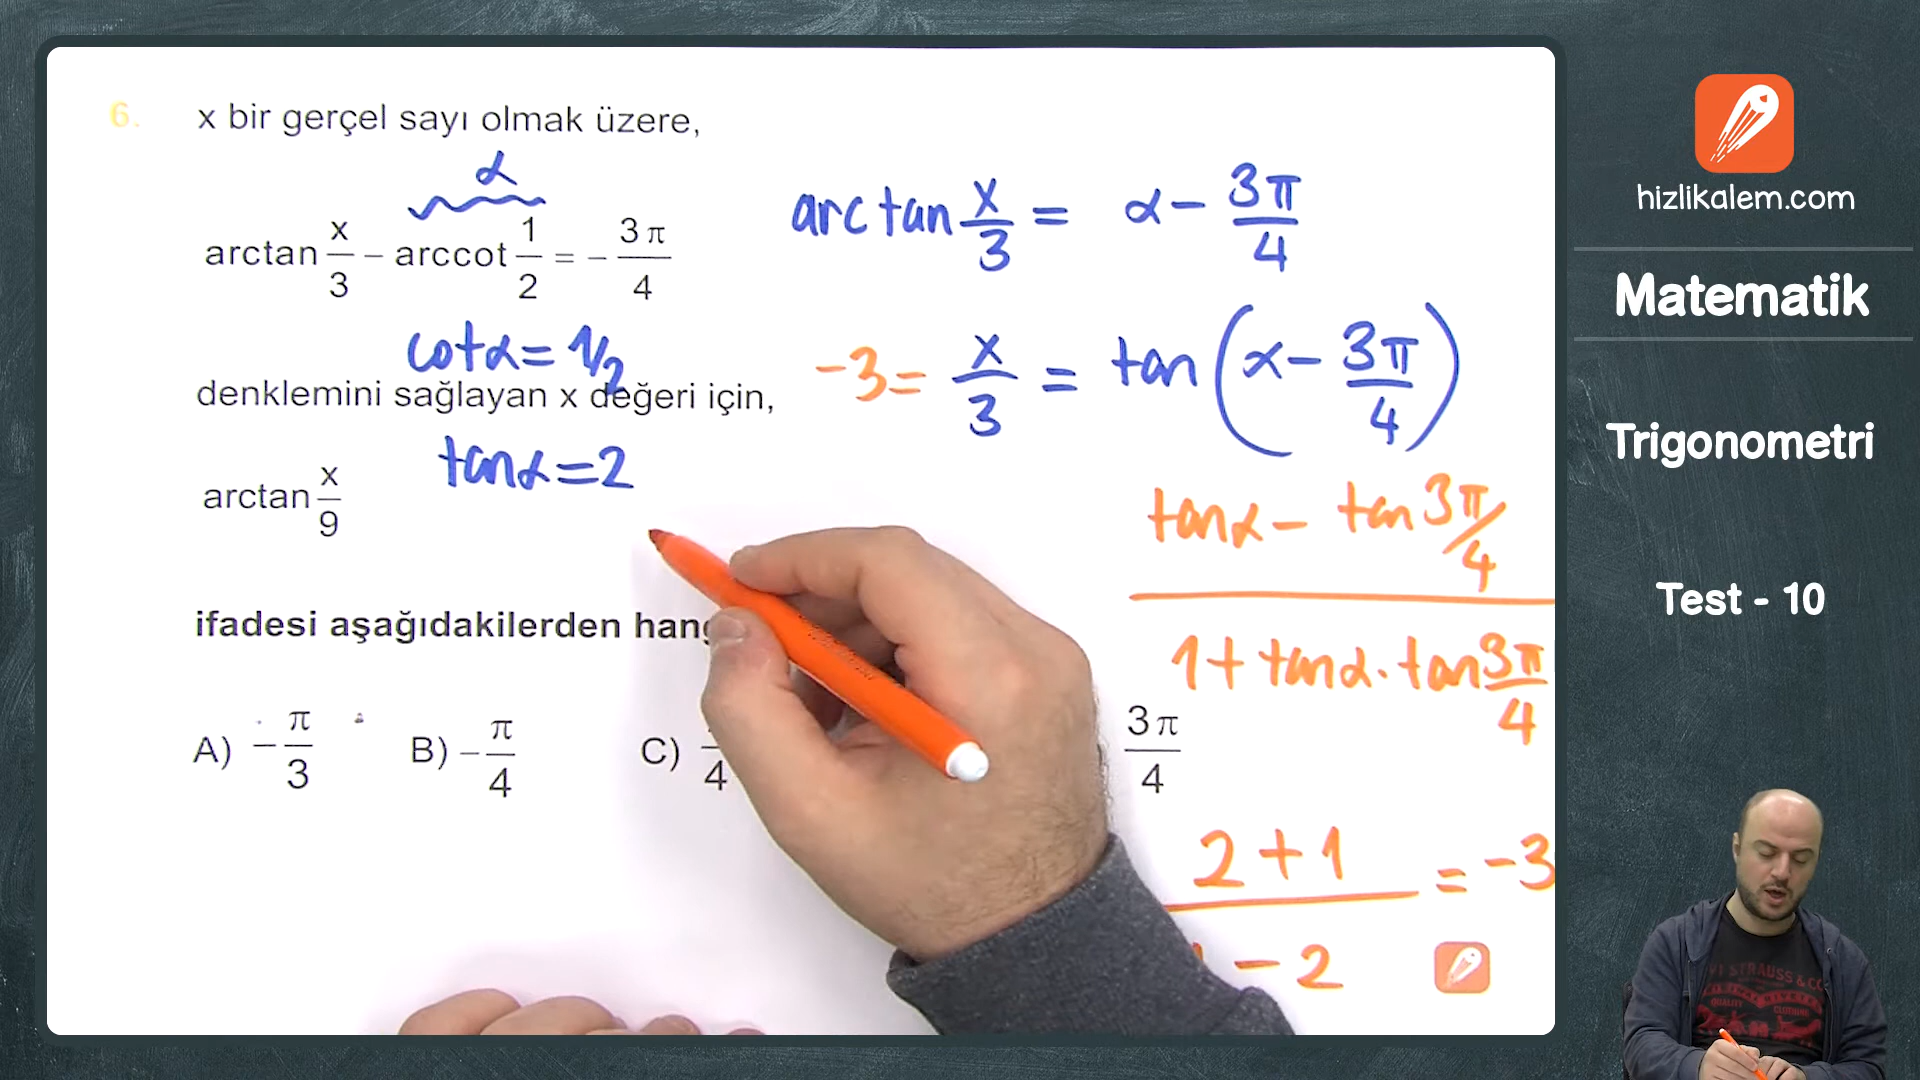 6. x bir gerçel sayı olmak üzere,
α
arctan x/3 − arccot 1/2 = − 3π/4
cotα = 1/2
denklemini sağlayan x değeri için,
tanα = 2
arctan x/9
ifadesi aşağıdakilerden
A) − π/3 B) − π/4 C) /4 3π/4
arctan x/3 = α − 3π/4
−3 = x/3 = tan(α − 3π/4)
tanα − tan 3π/4
1 + tanα . tan 3π/4
2 + 1 = −3
− 2
hizlikalem.com
Matematik
Trigonometri
Test - 10